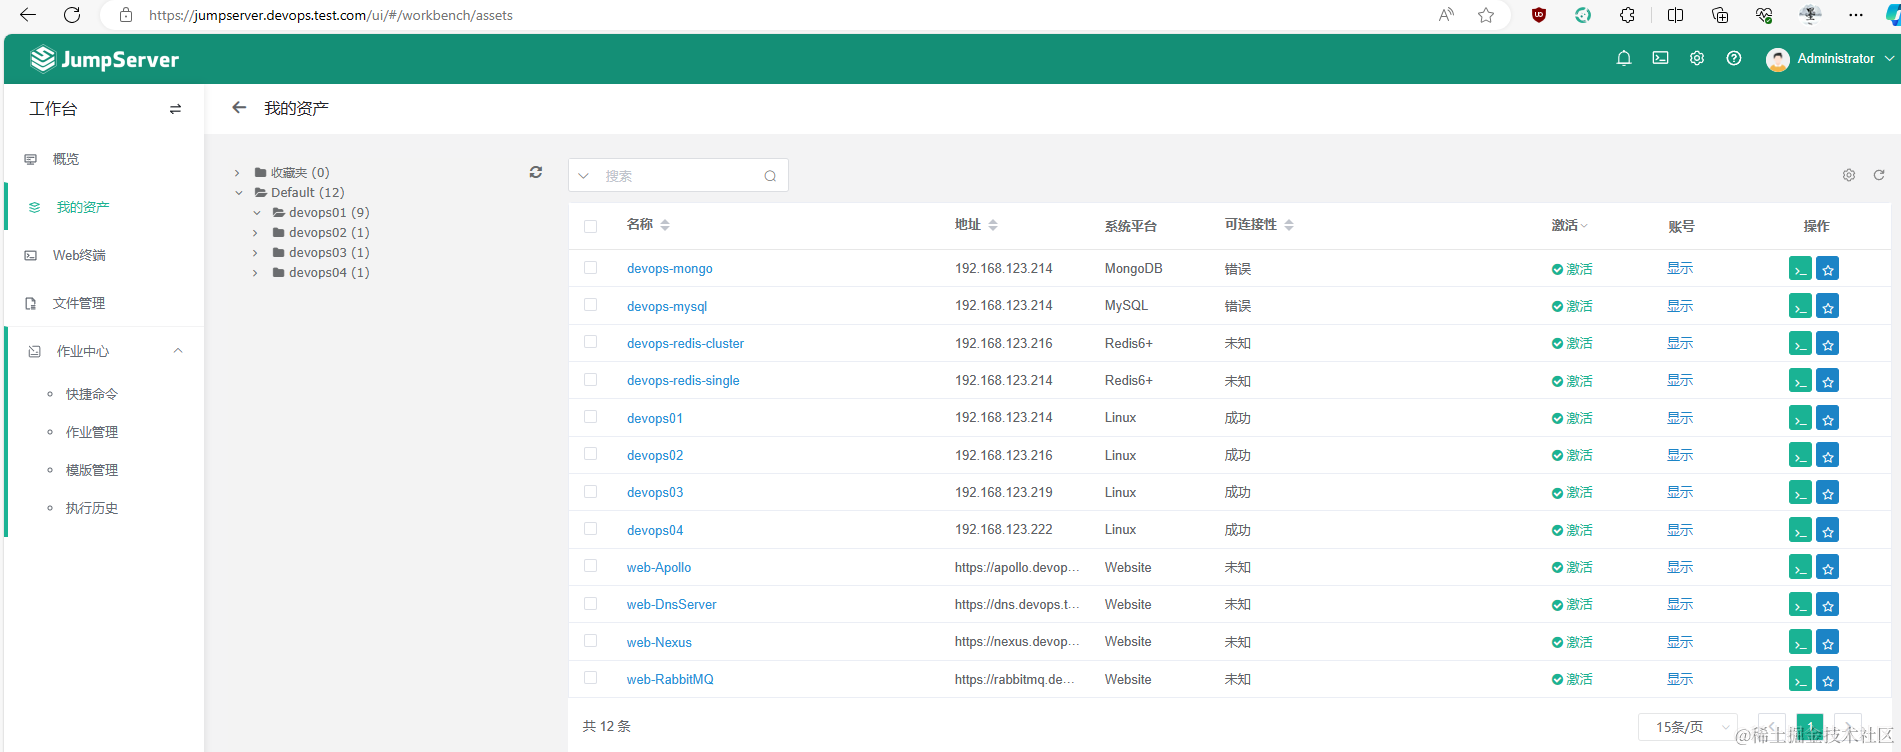 https://jumpserver.devops.test.com/ui/#/workbench/assets
JumpServer
Administrator
工作台
我的资产
概览
我的资产
Web终端
文件管理
作业中心
快捷命令
作业管理
模版管理
执行历史
收藏夹 (0)
Default (12)
devops01 (9)
devops02 (1)
devops03 (1)
devops04 (1)
搜索
名称 地址 系统平台 可连接性 激活 账号 操作
devops-mongo 192.168.123.214 MongoDB 错误 激活 显示
devops-mysql 192.168.123.214 MySQL 错误 激活 显示
devops-redis-cluster 192.168.123.216 Redis6+ 未知 激活 显示
devops-redis-single 192.168.123.214 Redis6+ 未知 激活 显示
devops01 192.168.123.214 Linux 成功 激活 显示
devops02 192.168.123.216 Linux 成功 激活 显示
devops03 192.168.123.219 Linux 成功 激活 显示
devops04 192.168.123.222 Linux 成功 激活 显示
web-Apollo https://apollo.devop... Website 未知 激活 显示
web-DnsServer https://dns.devops.t... Website 未知 激活 显示
web-Nexus https://nexus.devop... Website 未知 激活 显示
web-RabbitMQ https://rabbitmq.de... Website 未知 激活 显示
共 12 条
15条/页
1
@稀土掘金技术社区